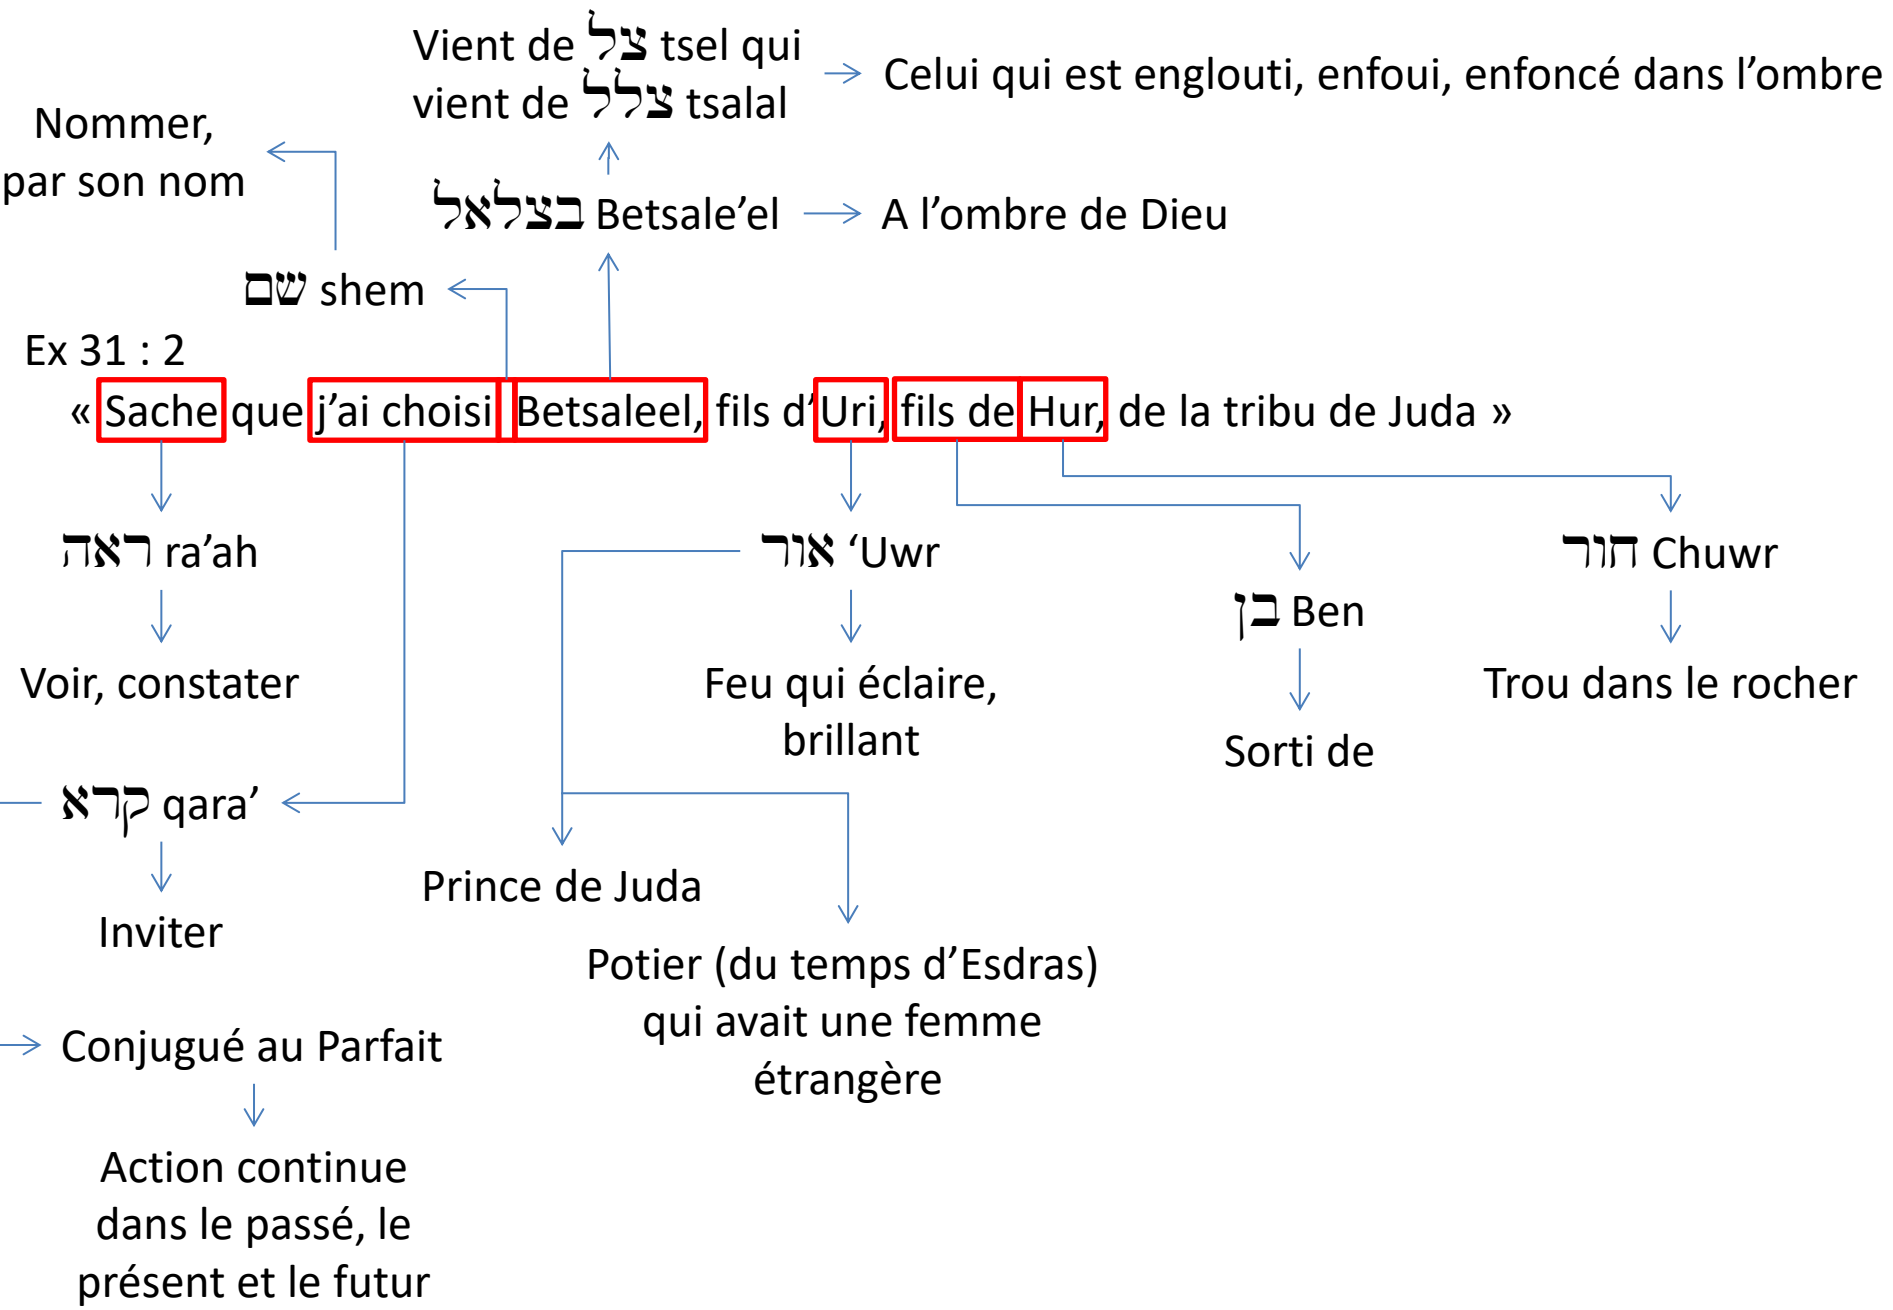 Vient de צל tsel qui
vient de צלל tsalal
Celui qui est englouti, enfoui, enfoncé dans l’ombre
Nommer,
par son nom
בצלאל Betsale’el
A l’ombre de Dieu
שם shem
Ex 31 : 2
« Sache que j’ai choisi Betsaleel, fils d’Uri, fils de Hur, de la tribu de Juda »
ראה ra’ah
אור ‘Uwr
חור Chuwr
בן Ben
Voir, constater
Feu qui éclaire,
brillant
Trou dans le rocher
Sorti de
קרא qara’
Prince de Juda
Inviter
Potier (du temps d’Esdras)
qui avait une femme
étrangère
Conjugué au Parfait
Action continue
dans le passé, le
présent et le futur